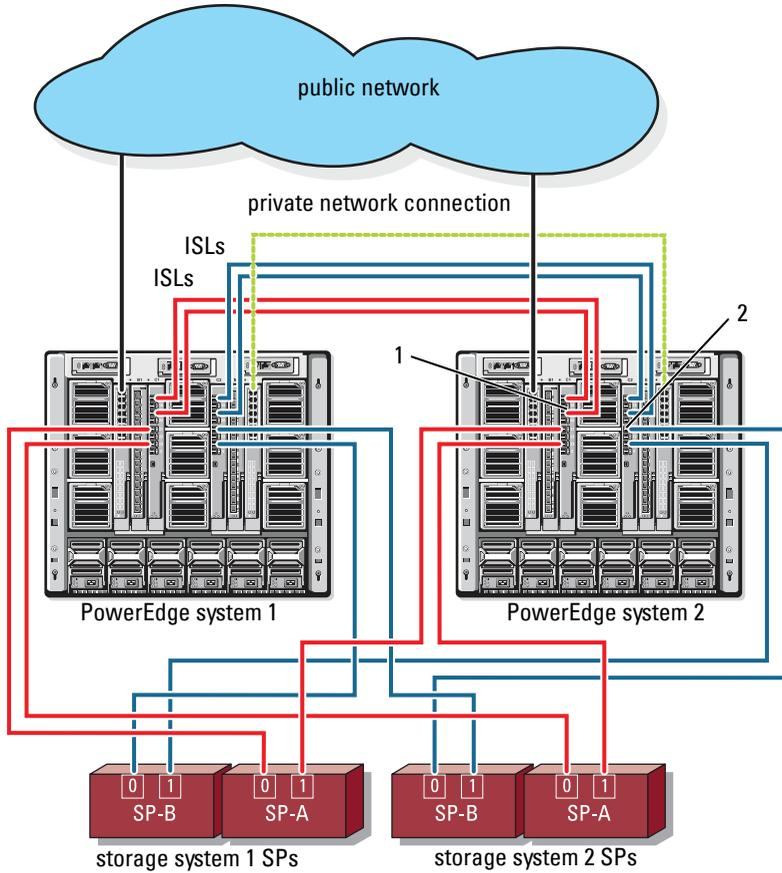 public network
private network connection
ISLs
ISLs
2
1
PowerEdge system 1
PowerEdge system 2
0 1
SP-B
0 1
SP-A
0 1
SP-B
0 1
SP-A
storage system 1 SPs
storage system 2 SPs